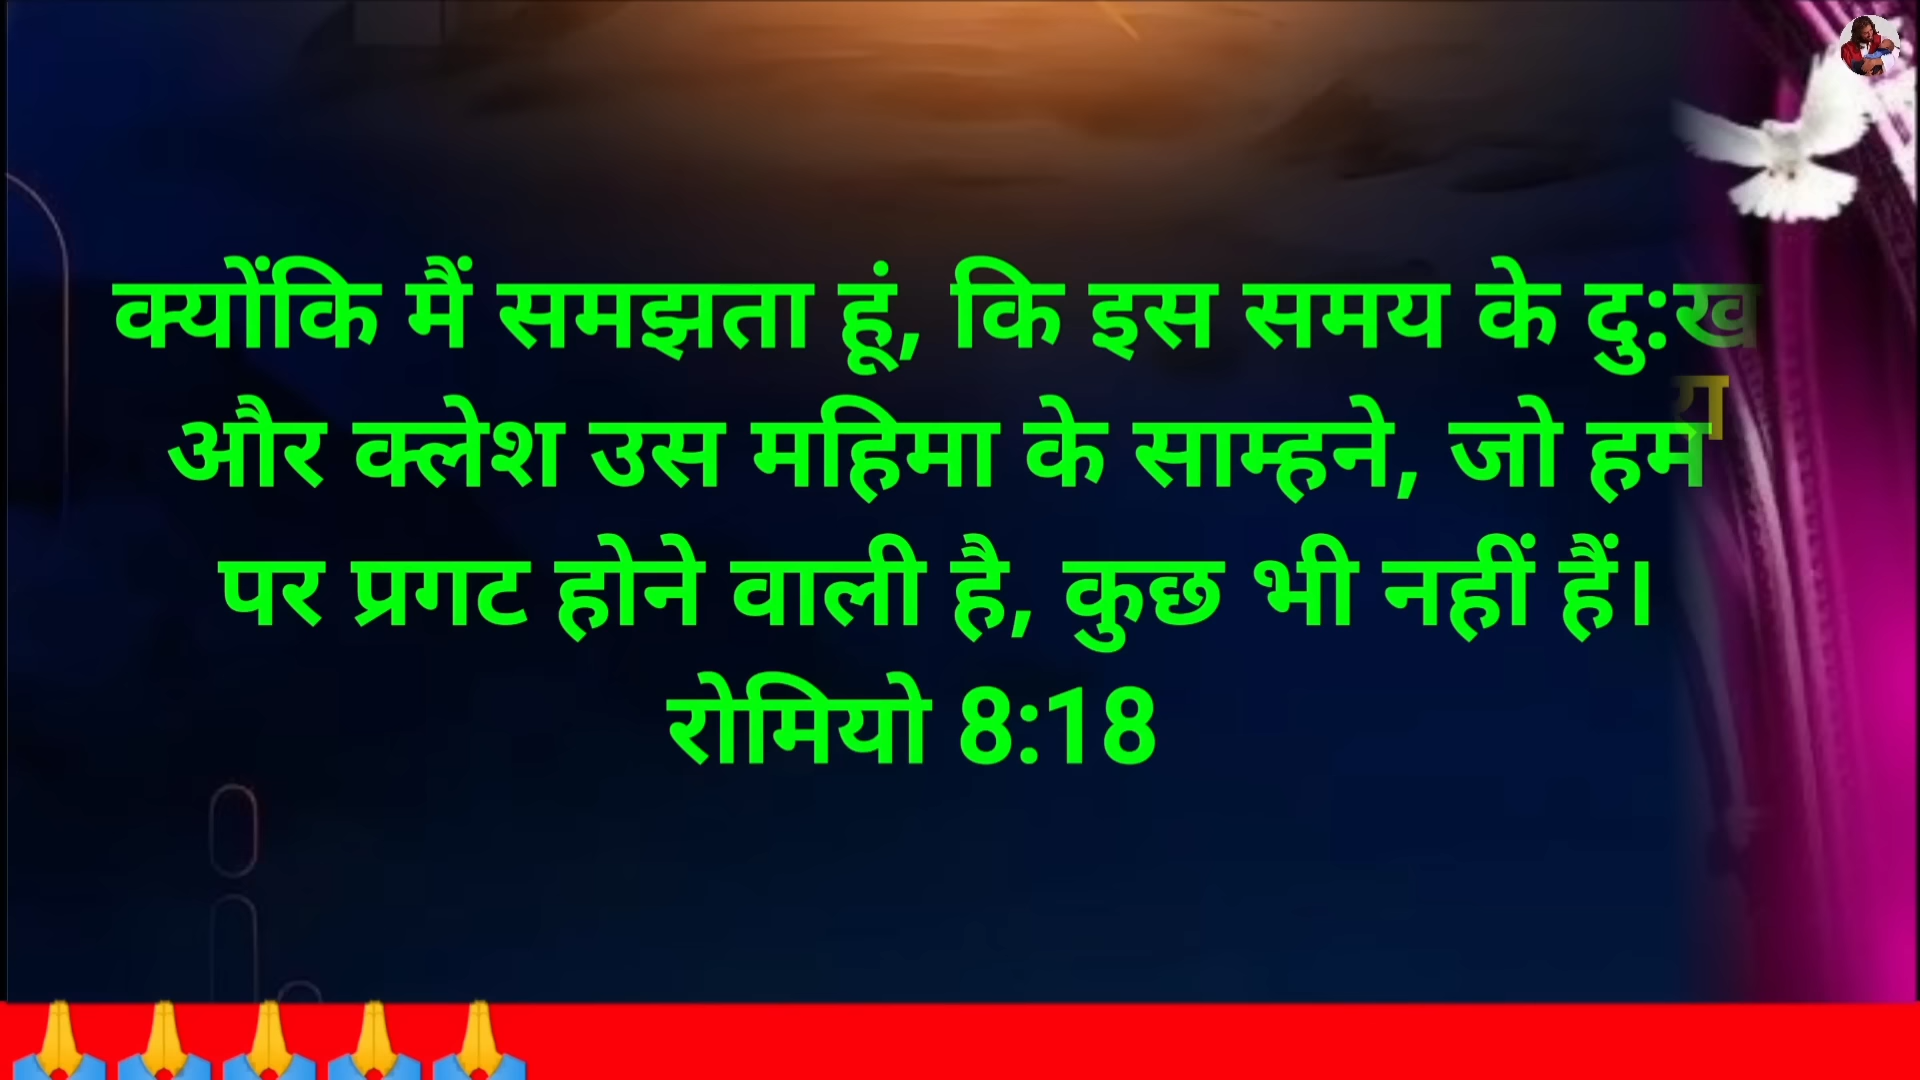 क्योंकि मैं समझता हूं, कि इस समय के दु:ख
और क्लेश उस महिमा के साम्हने, जो हम
पर प्रगट होने वाली है, कुछ भी नहीं हैं।
रोमियो 8:18